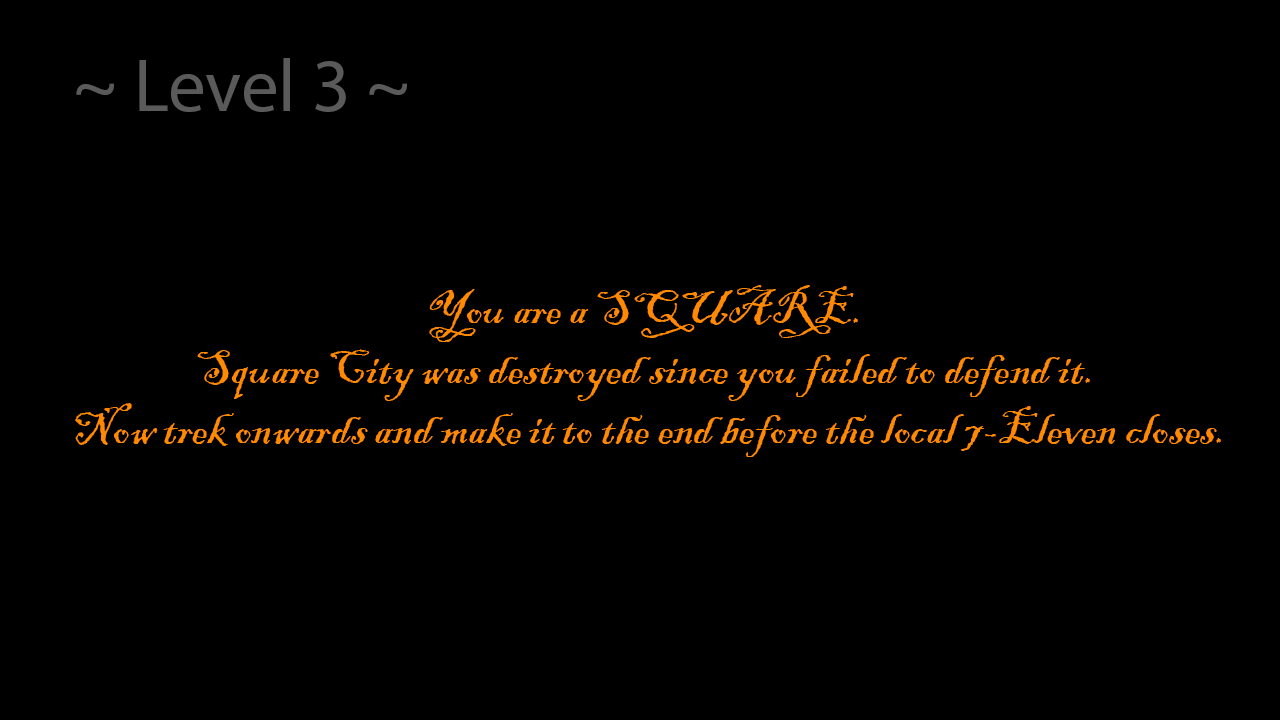 ~ Level 3 ~
You are a SQUARE.
Square City was destroyed since you failed to defend it.
Now trek onwards and make it to the end before the local 7-Eleven closes.